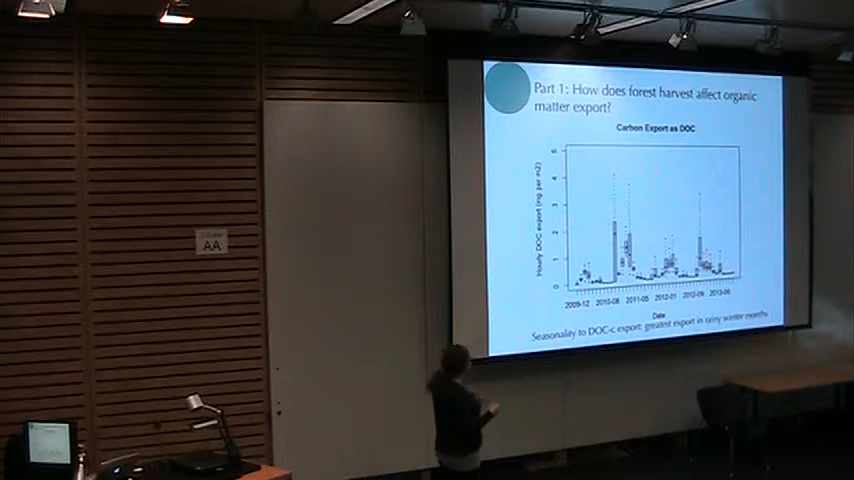 Part 1: How does forest harvest affect organic
matter export?
Carbon Export as DOC
Hourly DOC export (mg per m2)
5
4
3
2
1
0
2009-12 2010-08 2011-05 2012-01 2012-09 2013-06
Date
Seasonality to DOC-C export; greatest export in rainy winter months
AA